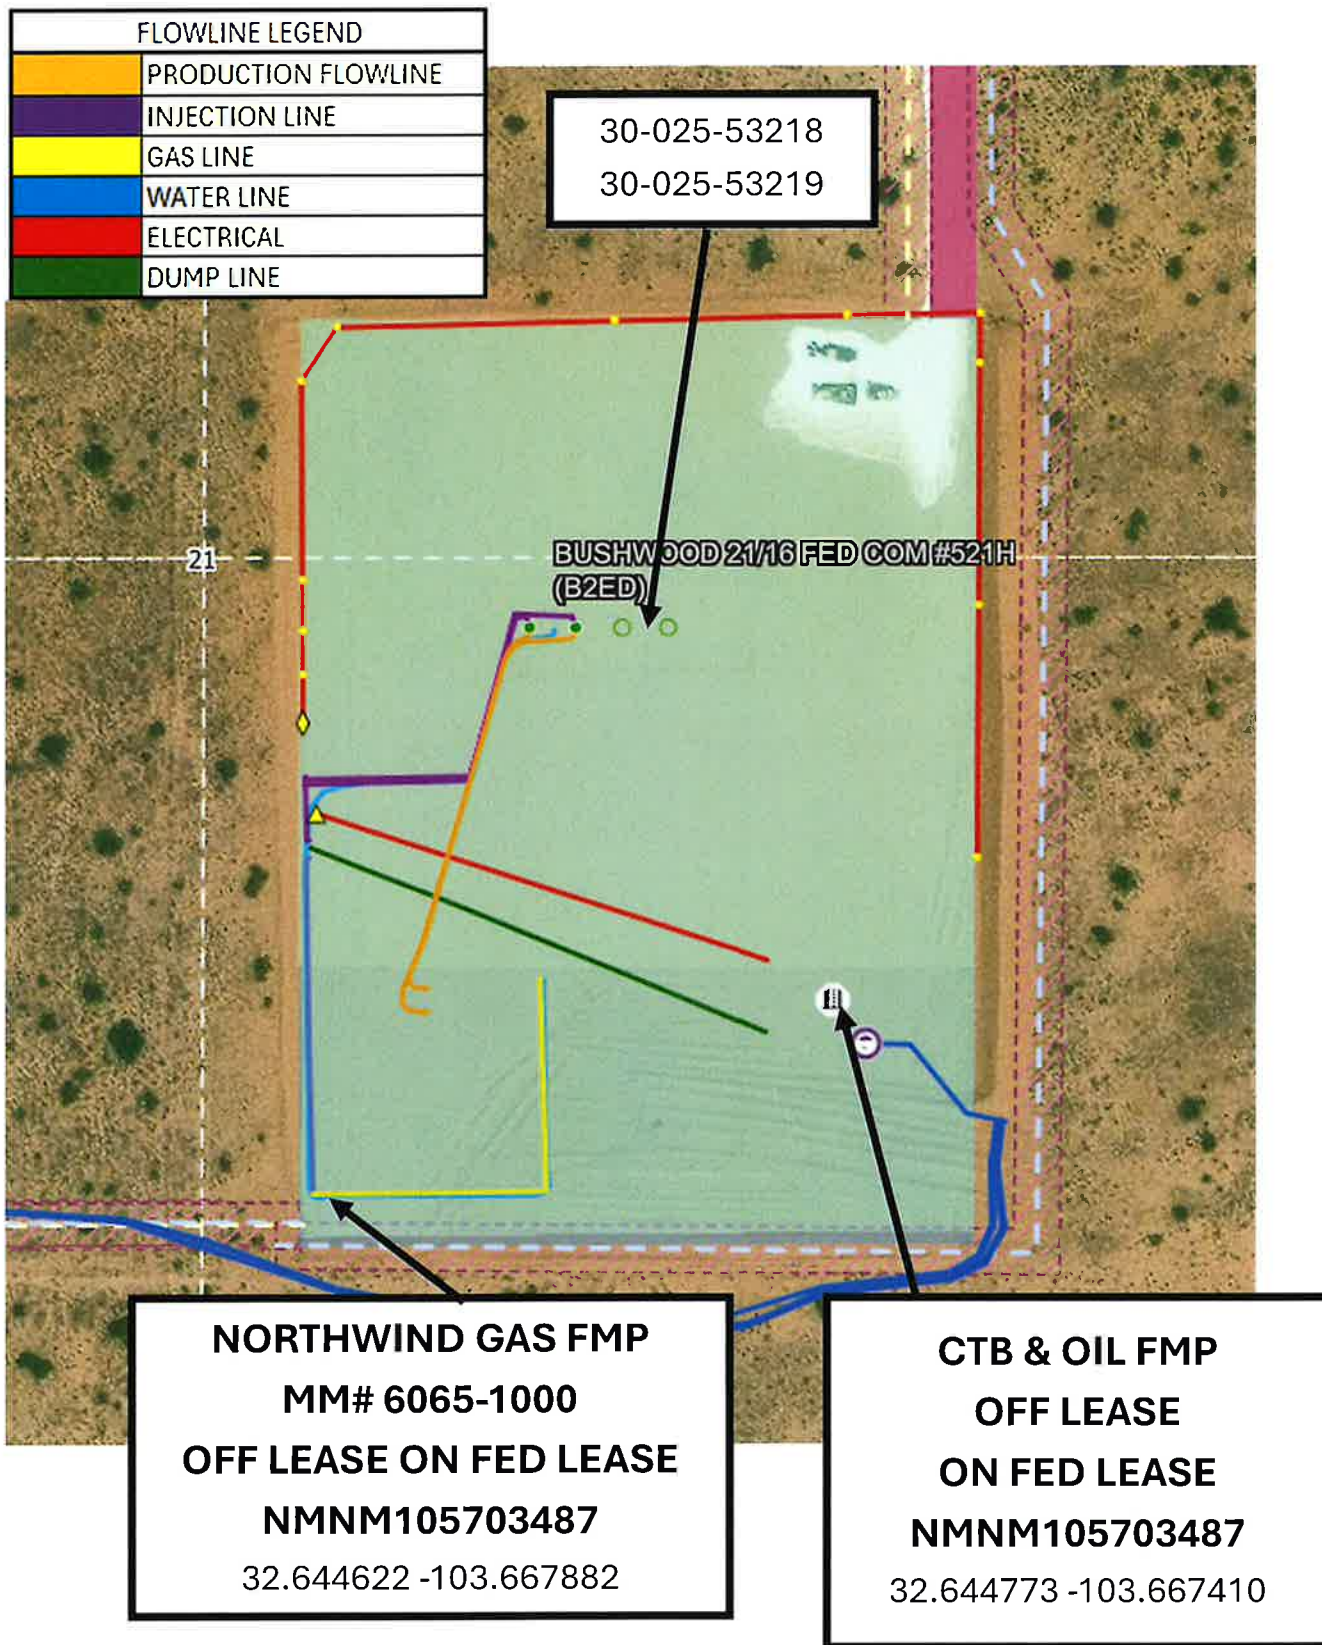 FLOWLINE LEGEND
PRODUCTION FLOWLINE
INJECTION LINE
GAS LINE
WATER LINE
ELECTRICAL
DUMP LINE
30-025-53218
30-025-53219
21
BUSHWOOD 21/16 FED COM #521H
(B2ED)
NORTHWIND GAS FMP
MM# 6065-1000
OFF LEASE ON FED LEASE
NMNM105703487
32.644622 -103.667882
CTB & OIL FMP
OFF LEASE
ON FED LEASE
NMNM105703487
32.644773 -103.667410